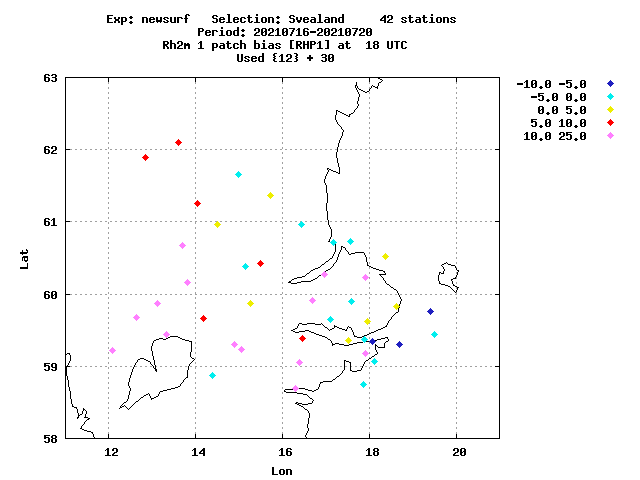 Exp: newsurf Selection: Svealand 42 stations
Period: 20210716-20210720
Rh2m 1 patch bias [RHP1] at 18 UTC
Used {12} + 30
-10.0 -5.0
-5.0 0.0
0.0 5.0
5.0 10.0
10.0 25.0
63
62
61
60
59
58
Lat
12 14 16 18 20
Lon